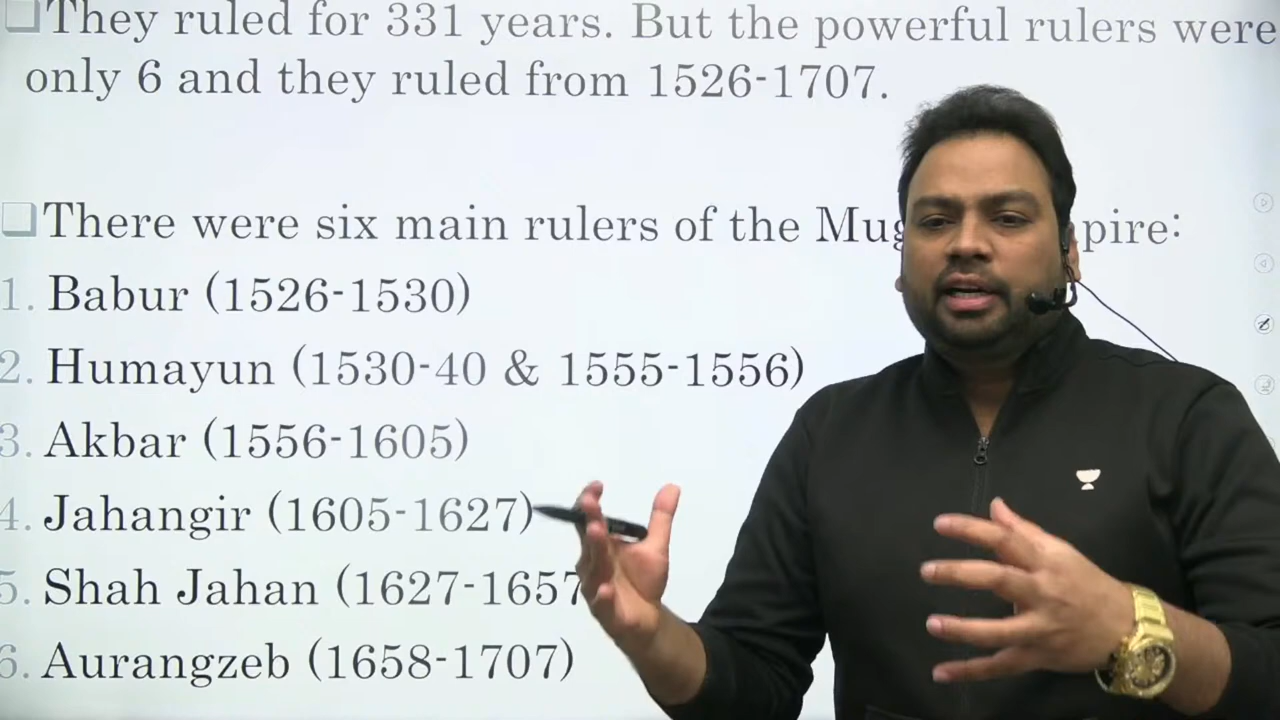 They ruled for 331 years. But the powerful rulers were
only 6 and they ruled from 1526-1707.
There were six main rulers of the Mug pire:
1. Babur (1526-1530)
2. Humayun (1530-40 & 1555-1556)
3. Akbar (1556-1605)
4. Jahangir (1605-1627)
5. Shah Jahan (1627-1657
6. Aurangzeb (1658-1707)